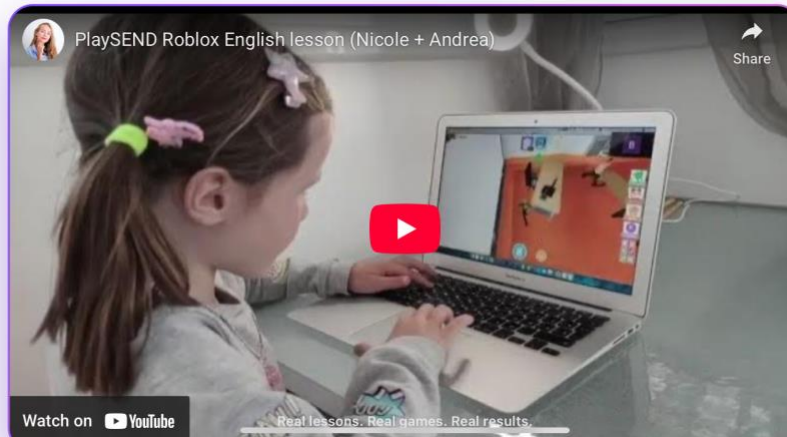 PlaySEND Roblox English lesson (Nicole + Andrea)
Share
Watch on YouTube
Real lessons. Real games. Real results.